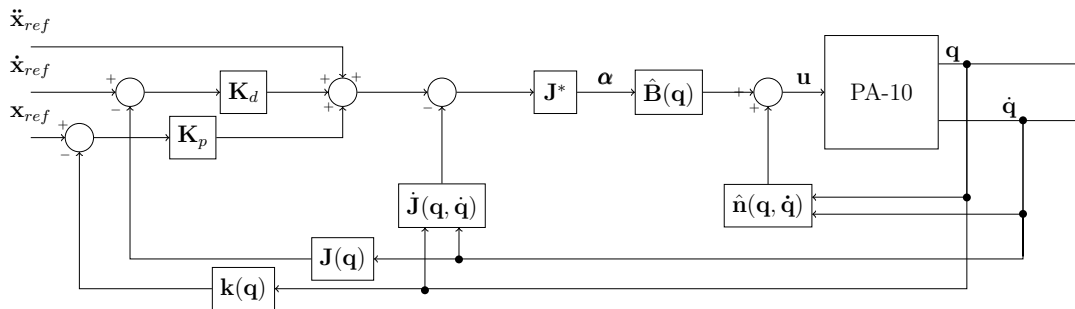 ẍ_ref
ẋ_ref
x_ref
+
−
+
−
K_d
K_p
+
+
+
+
−
J*
α
B̂(q)
+
+
u
PA-10
q
q̇
n̂(q, q̇)
J̇(q, q̇)
J(q)
k(q)